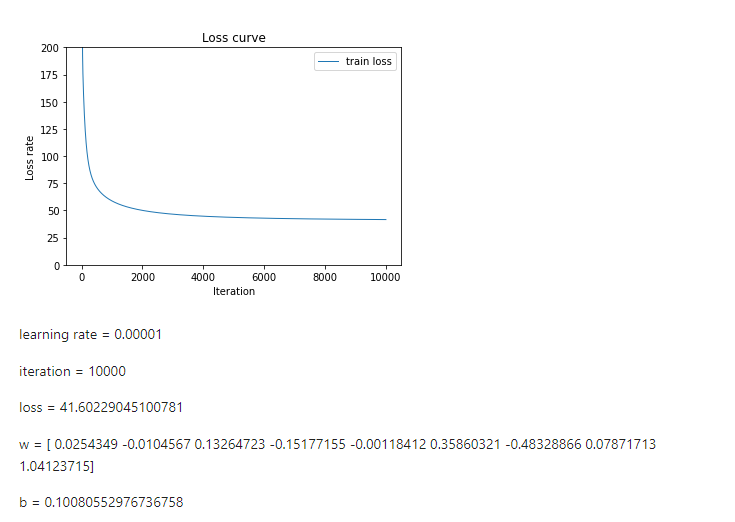 Loss curve
200
175
150
125
100
75
50
25
0
Loss rate
train loss
0 2000 4000 6000 8000 10000
Iteration
learning rate = 0.00001
iteration = 10000
loss = 41.60229045100781
w = [ 0.0254349 -0.0104567 0.13264723 -0.15177155 -0.00118412 0.35860321 -0.48328866 0.07871713
1.04123715]
b = 0.10080552976736758